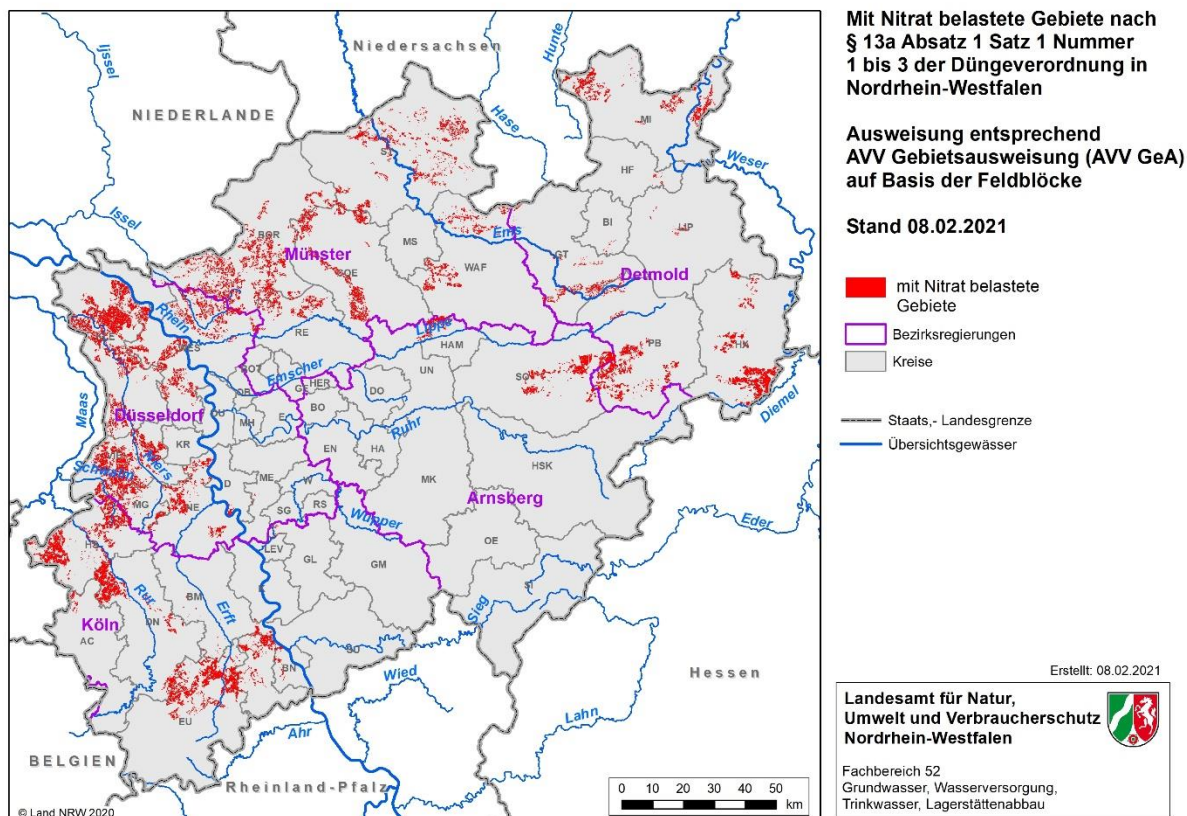 Mit Nitrat belastete Gebiete nach
§ 13a Absatz 1 Satz 1 Nummer
1 bis 3 der Düngeverordnung in
Nordrhein-Westfalen
Ausweisung entsprechend
AVV Gebietsausweisung (AVV GeA)
auf Basis der Feldblöcke
Stand 08.02.2021
mit Nitrat belastete
Gebiete
Bezirksregierungen
Kreise
Staats,- Landesgrenze
Übersichtsgewässer
Erstellt: 08.02.2021
Landesamt für Natur,
Umwelt und Verbraucherschutz
Nordrhein-Westfalen
Fachbereich 52
Grundwasser, Wasserversorgung,
Trinkwasser, Lagerstättenabbau
Ijssel
Niedersachsen
Hunte
NIEDERLANDE
Hase
MI
Weser
HF
Issel
BOR
Münster
MS
Ems
WAF
BI
GT
LIP
Detmold
COE
Rhein
RE
Lippe
HAM
PB
HX
BOT
Emscher
UN
SO
Diemel
Maas
Düsseldorf
HER
GE
BO
DO
MH
E
Ruhr
KR
EN
HA
HSK
Niers
Schwalm
MG
NE
D
ME
W
SG
RS
Wupper
MK
Arnsberg
Eder
LEV
GL
GM
OE
Rur
BM
Erft
Köln
DN
AC
Sieg
BN
Wied
Hessen
EU
Lahn
Ahr
BELGIEN
Rheinland-Pfalz
0 10 20 30 40 50
km
© Land NRW 2020